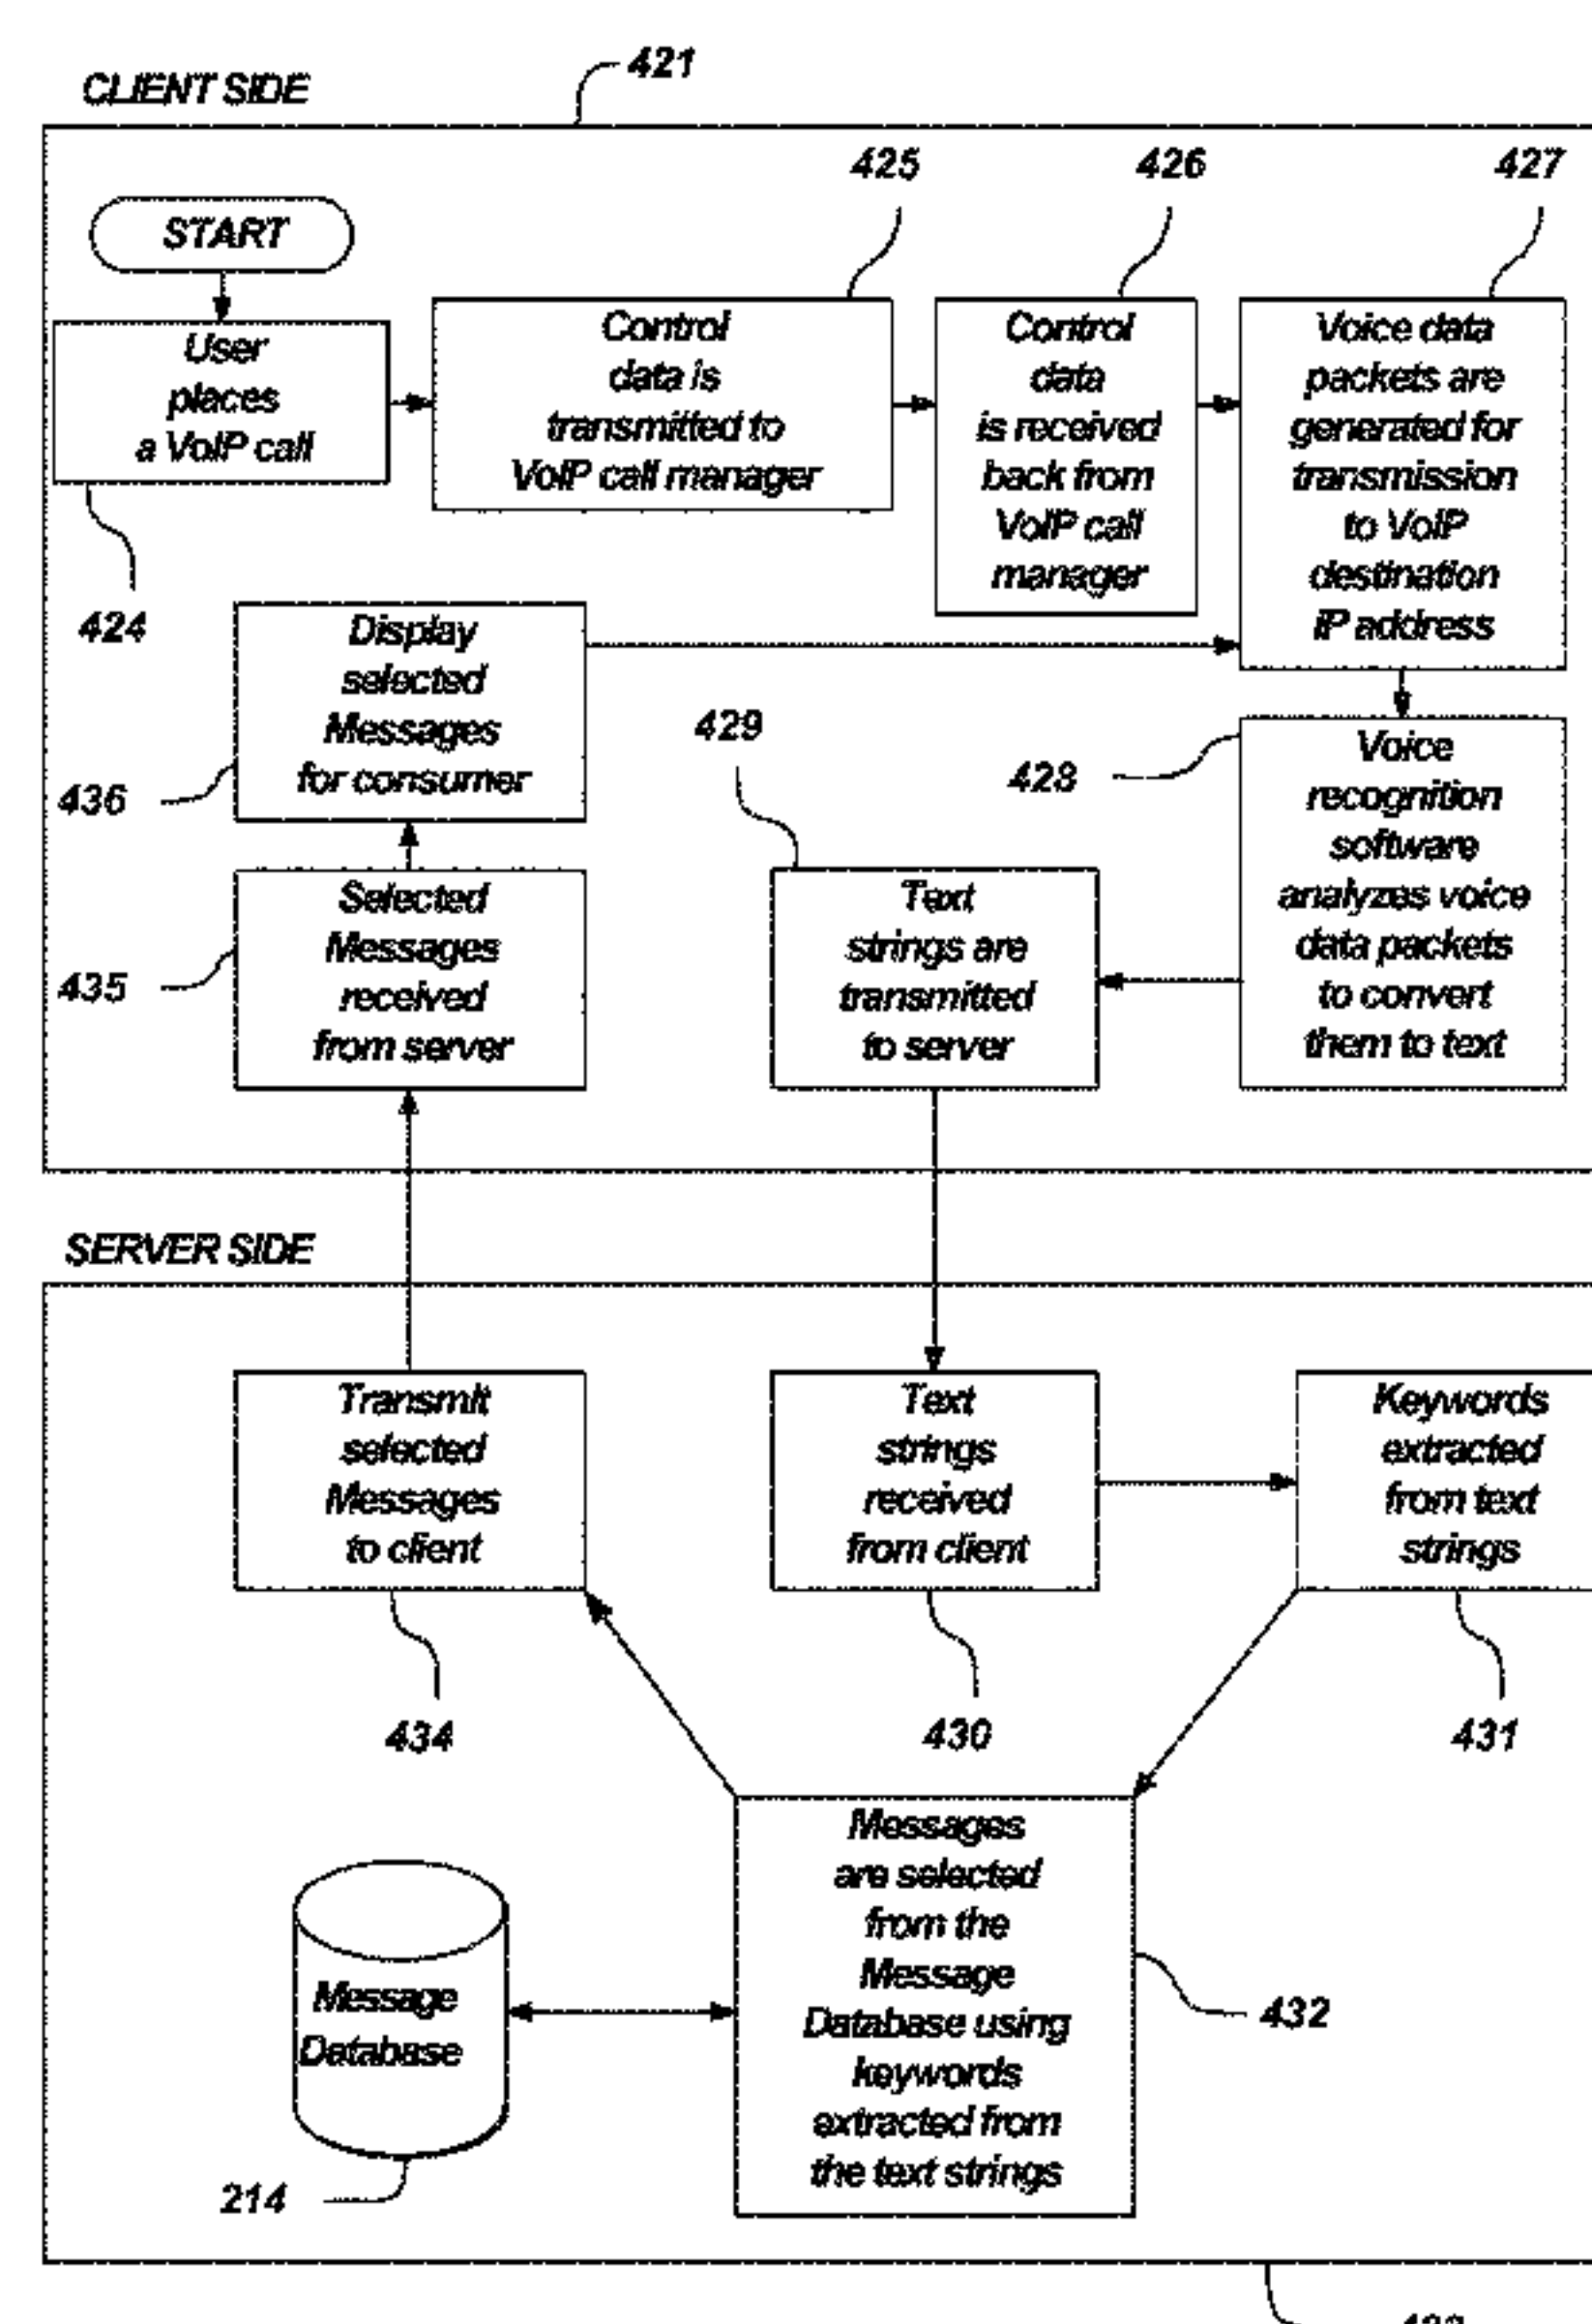 421
CLIENT SIDE
425
426
427
START
User
places
a VoIP call
Control
data is
transmitted to
VoIP call manager
Control
data
is received
back from
VoIP call
manager
Voice data
packets are
generated for
transmission
to VoIP
destination
IP address
424
Display
selected
Messages
for consumer
436
429
428
Voice
recognition
software
analyzes voice
data packets
to convert
them to text
Selected
Messages
received
from server
435
Text
strings are
transmitted
to server
SERVER SIDE
Transmit
selected
Messages
to client
Text
strings
received
from client
Keywords
extracted
from text
strings
434
430
431
Messages
are selected
from the
Message
Database using
keywords
extracted from
the text strings
432
Message
Database
214